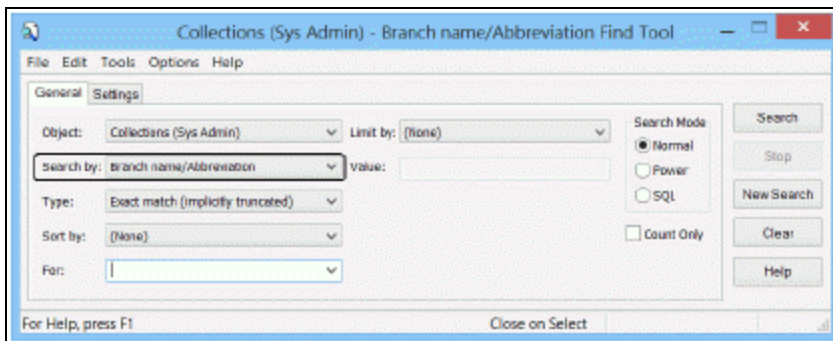 Collections (Sys Admin) - Branch name/Abbreviation Find Tool
File Edit Tools Options Help
General Settings
Object: Collections (Sys Admin) Limit by: (None) Search Mode Search
Normal
Search by: Branch name/Abbreviation Value: Power Stop
Type: Exact match (implicitly truncated) SQL New Search
Sort by: (None) Count Only Clear
For: Help
For Help, press F1 Close on Select